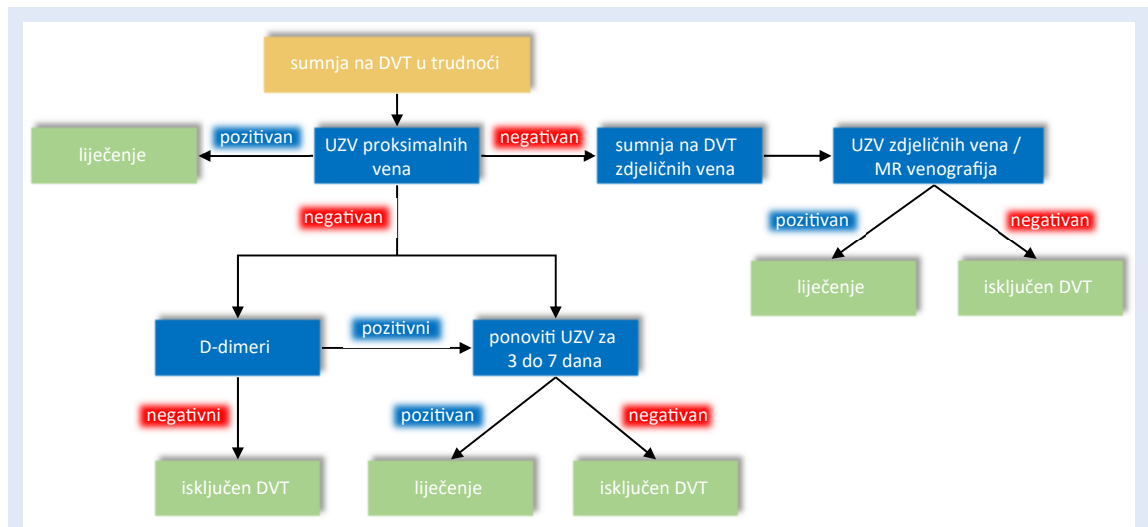 sumnja na DVT u trudnoći
liječenje
pozitivan
UZV proksimalnih
vena
negativan
sumnja na DVT
zdjeličnih vena
UZV zdjeličnih vena /
MR venografija
negativan
pozitivan
negativan
liječenje
isključen DVT
D-dimeri
pozitivni
ponoviti UZV za
3 do 7 dana
negativni
pozitivan
negativan
isključen DVT
liječenje
isključen DVT